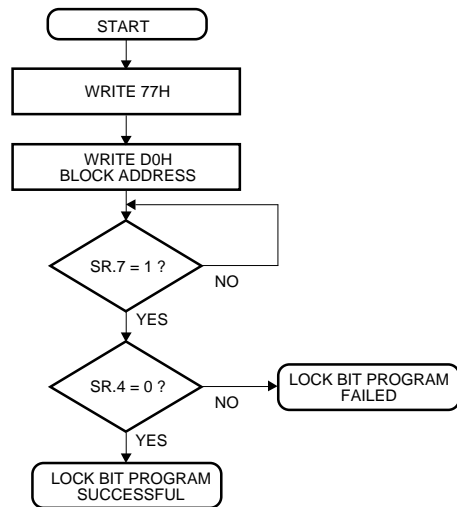 START
WRITE 77H
WRITE D0H
BLOCK ADDRESS
SR.7 = 1 ?
NO
YES
SR.4 = 0 ?
NO
LOCK BIT PROGRAM
FAILED
YES
LOCK BIT PROGRAM
SUCCESSFUL